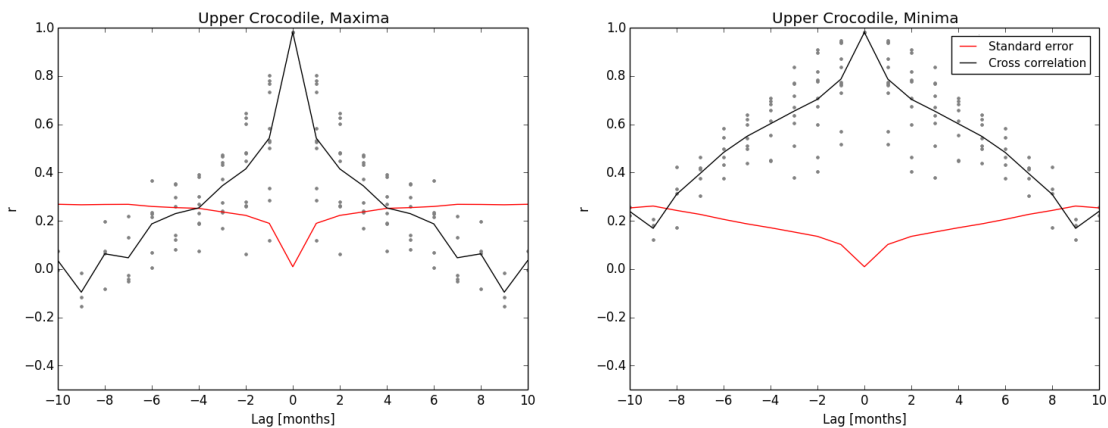 Upper Crocodile, Maxima
1.0
0.8
0.6
0.4
0.2
0.0
−0.2
−0.4
r
−10 −8 −6 −4 −2 0 2 4 6 8 10
Lag [months]
Upper Crocodile, Minima
Standard error
Cross correlation
1.0
0.8
0.6
0.4
0.2
0.0
−0.2
−0.4
r
−10 −8 −6 −4 −2 0 2 4 6 8 10
Lag [months]